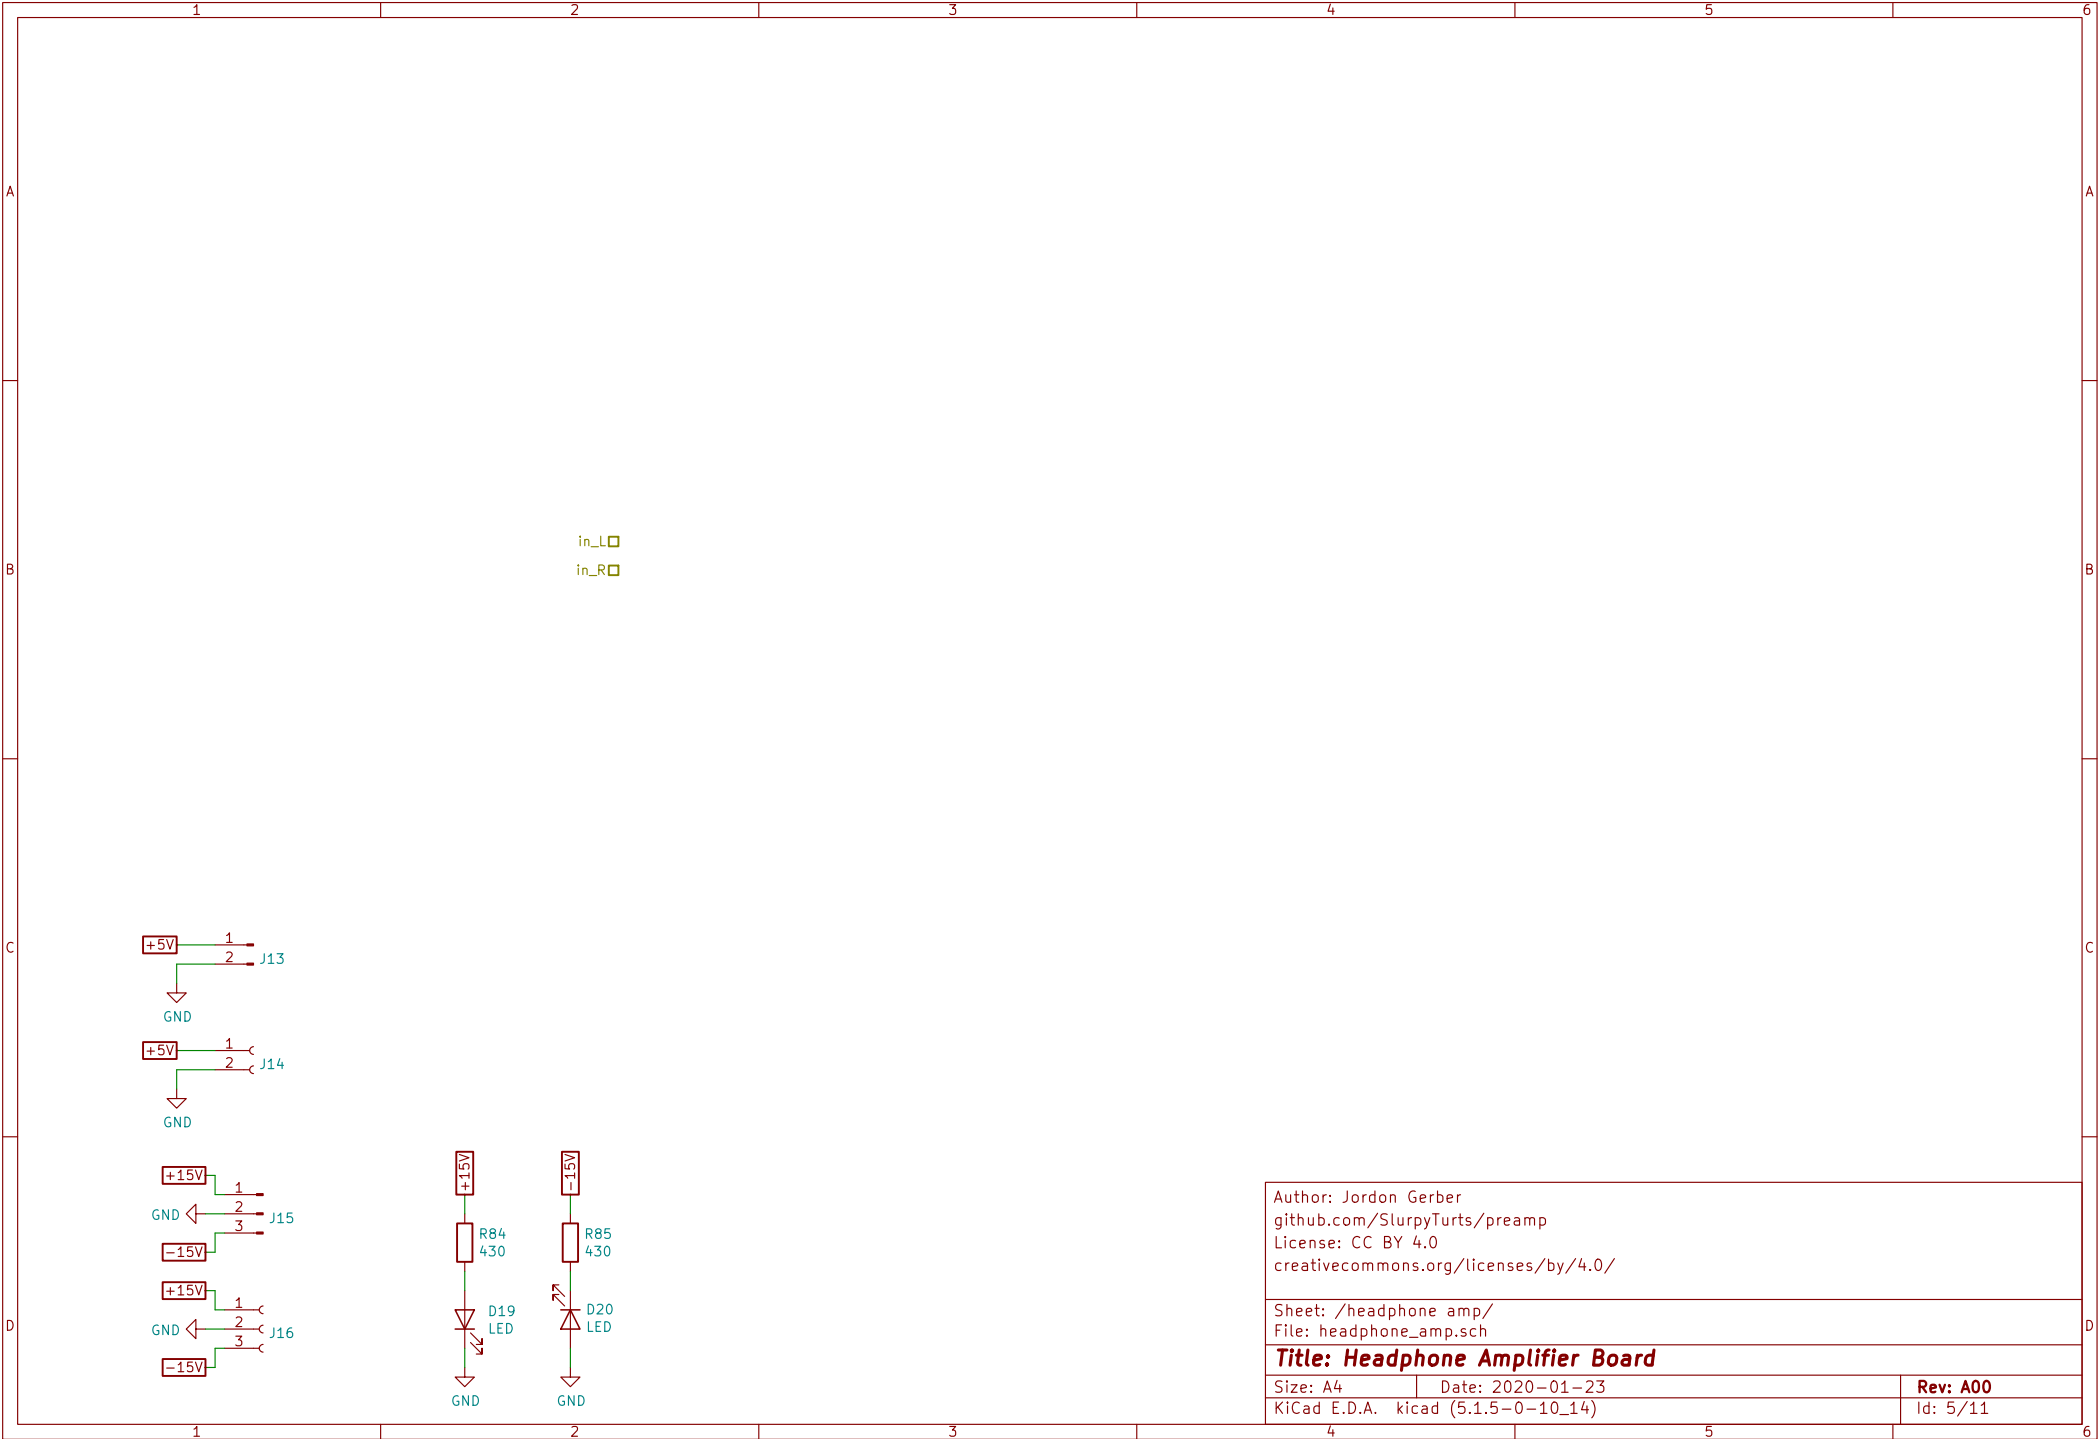 1 2 3 4 5 6
A A
in_L
B B
in_R
+5V 1
C C
2 J13
GND
+5V 1
2 J14
GND
+15V -15V
+15V
1
GND 2 J15
3
-15V
R84 R85
430 430
+15V
1
GND 2 J16
3
-15V
D19 D20
LED LED
GND GND
D D
Author: Jordon Gerber
github.com/SlurpyTurts/preamp
License: CC BY 4.0
creativecommons.org/licenses/by/4.0/
Sheet: /headphone amp/
File: headphone_amp.sch
Title: Headphone Amplifier Board
Size: A4 Date: 2020-01-23 Rev: A00
KiCad E.D.A. kicad (5.1.5-0-10_14) Id: 5/11
1 2 3 4 5 6